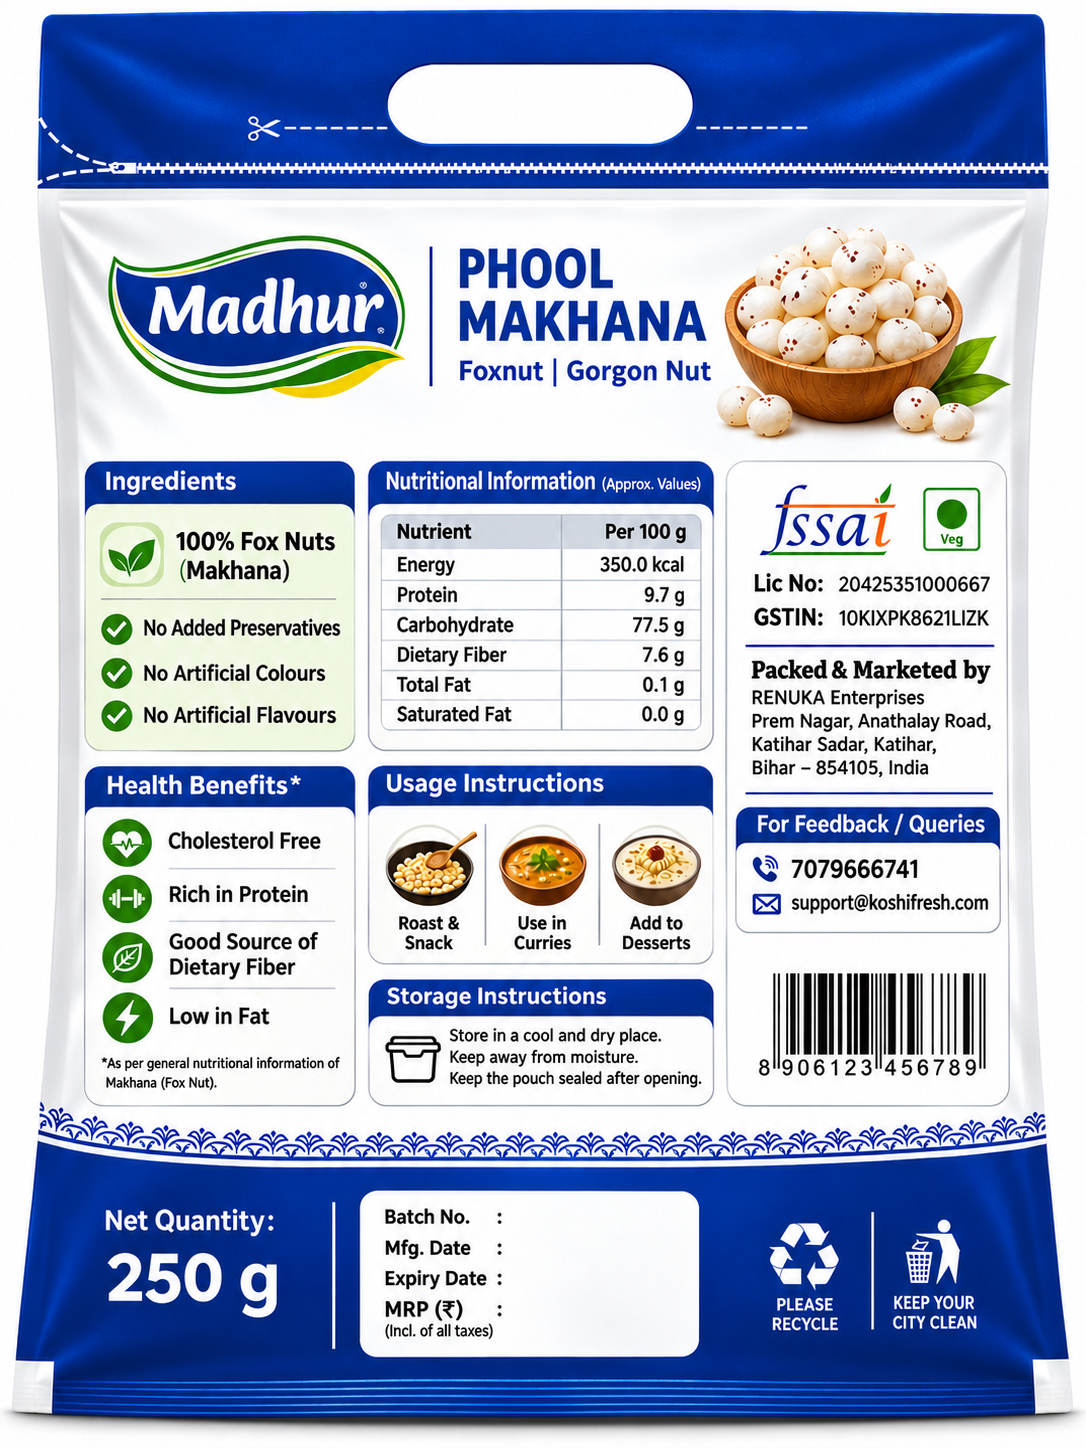 Madhur®
®
PHOOL
MAKHANA
Foxnut | Gorgon Nut
Ingredients
100% Fox Nuts
(Makhana)
No Added Preservatives
No Artificial Colours
No Artificial Flavours
Nutritional Information (Approx. Values)
Nutrient Per 100 g
Energy 350.0 kcal
Protein 9.7 g
Carbohydrate 77.5 g
Dietary Fiber 7.6 g
Total Fat 0.1 g
Saturated Fat 0.0 g
fssai
Veg
Lic No: 20425351000667
GSTIN: 10KIXPK8621LIZK
Packed & Marketed by
RENUKA Enterprises
Prem Nagar, Anathalay Road,
Katihar Sadar, Katihar,
Bihar – 854105, India
Health Benefits*
Cholesterol Free
Rich in Protein
Good Source of
Dietary Fiber
Low in Fat
*As per general nutritional information of
Makhana (Fox Nut).
Usage Instructions
Roast &
Snack
Use in
Curries
Add to
Desserts
Storage Instructions
Store in a cool and dry place.
Keep away from moisture.
Keep the pouch sealed after opening.
For Feedback / Queries
7079666741
support@koshifresh.com
8 906123 456789
Net Quantity:
250 g
Batch No. :
Mfg. Date :
Expiry Date :
MRP (₹) :
(Incl. of all taxes)
PLEASE
RECYCLE
KEEP YOUR
CITY CLEAN